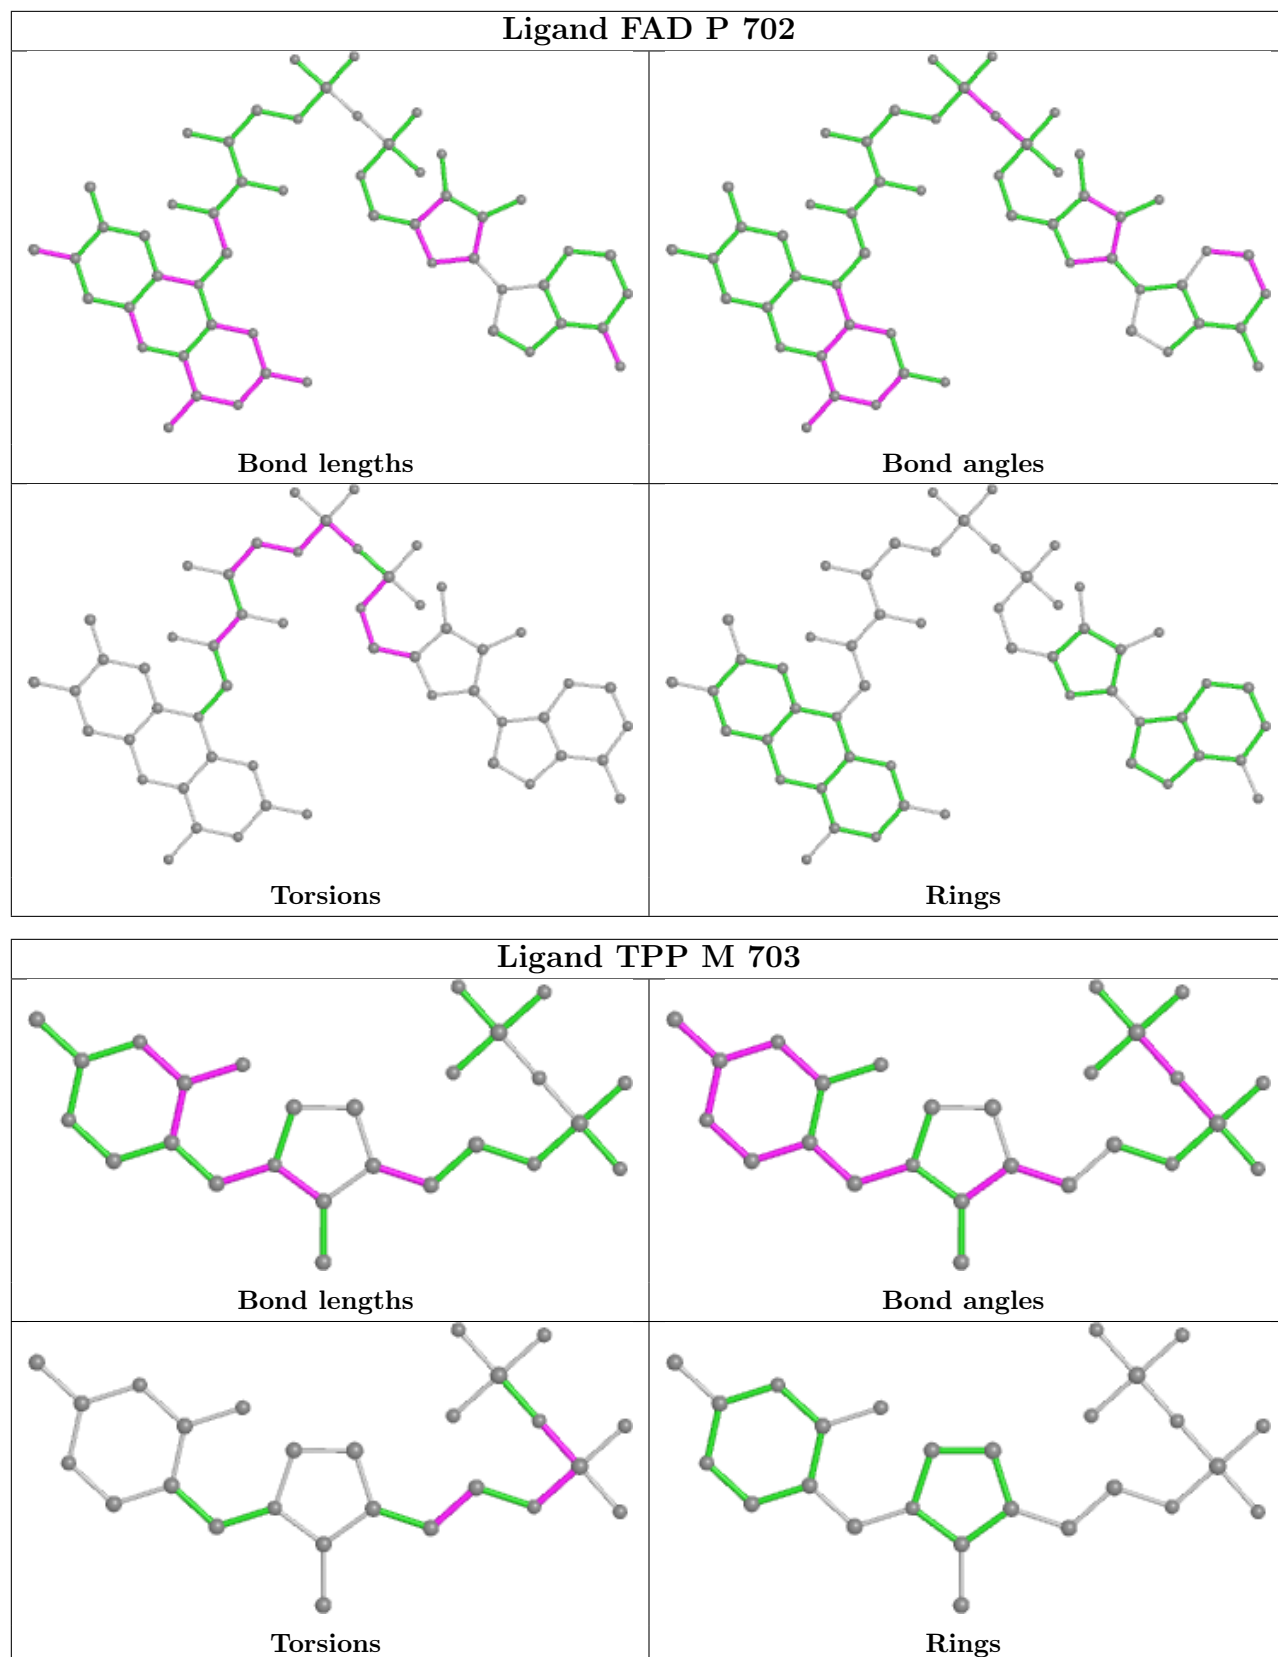 Ligand FAD P 702
Bond lengths
Bond angles
Torsions
Rings
Ligand TPP M 703
Bond lengths
Bond angles
Torsions
Rings